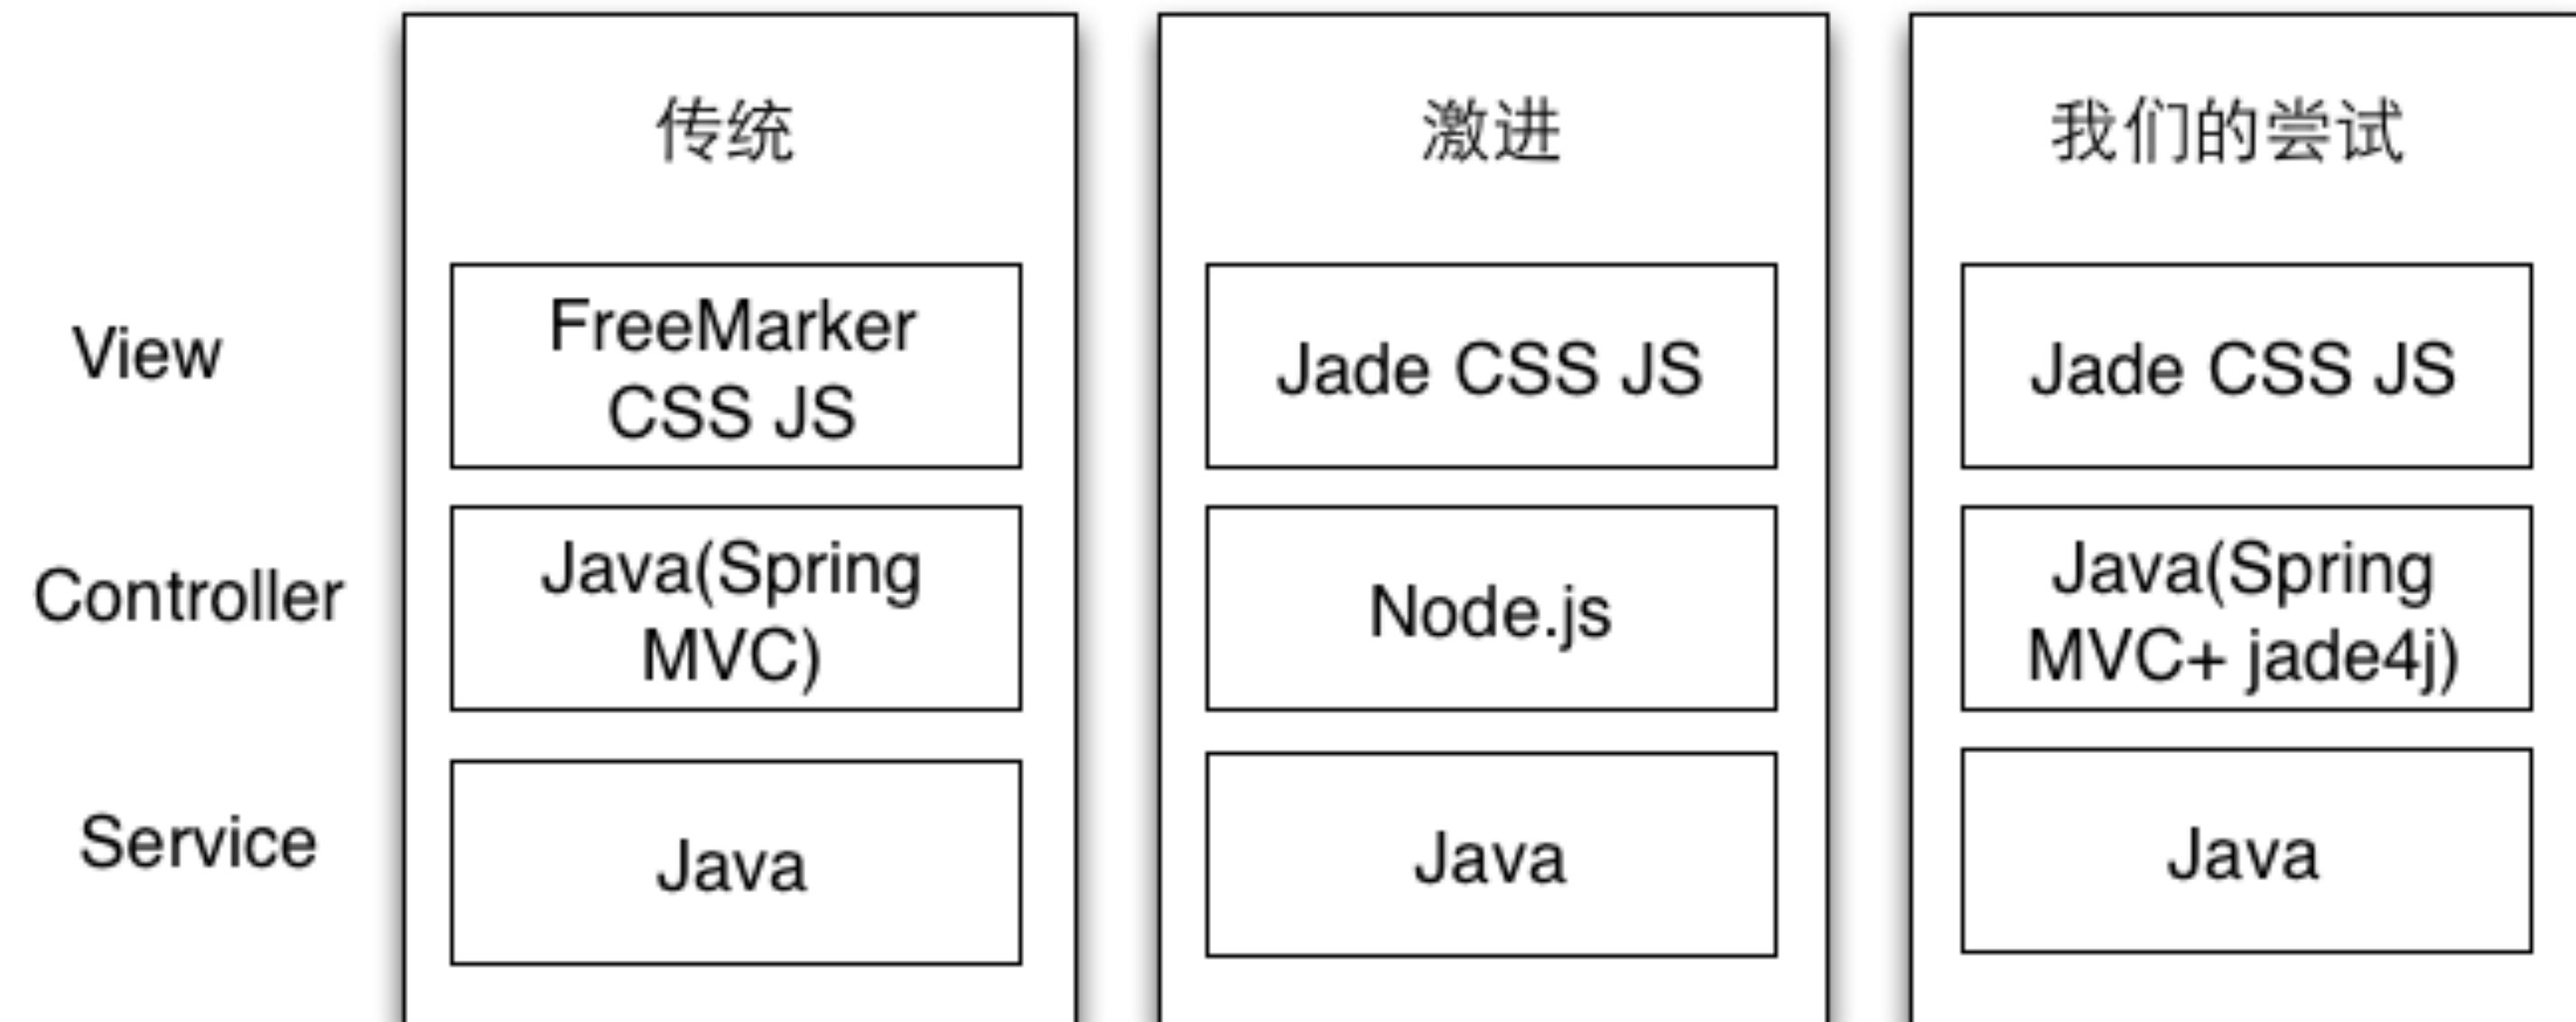 传统
激进
我们的尝试
View
FreeMarker
CSS JS
Jade CSS JS
Jade CSS JS
Controller
Java(Spring
MVC)
Node.js
Java(Spring
MVC+ jade4j)
Service
Java
Java
Java